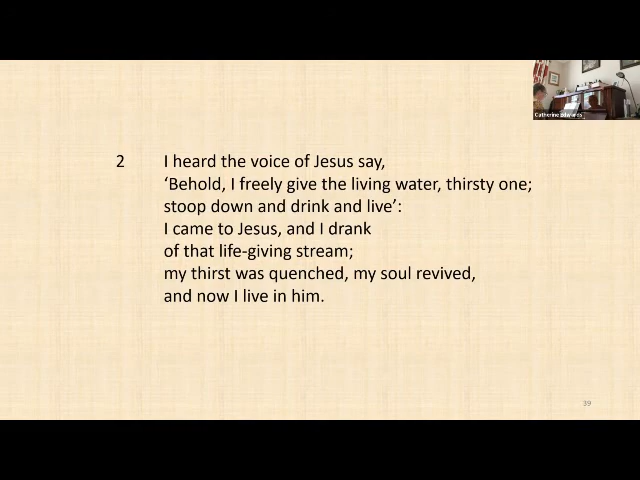 Catherine Edwards
2 I heard the voice of Jesus say,
‘Behold, I freely give the living water, thirsty one;
stoop down and drink and live’:
I came to Jesus, and I drank
of that life-giving stream;
my thirst was quenched, my soul revived,
and now I live in him.
39